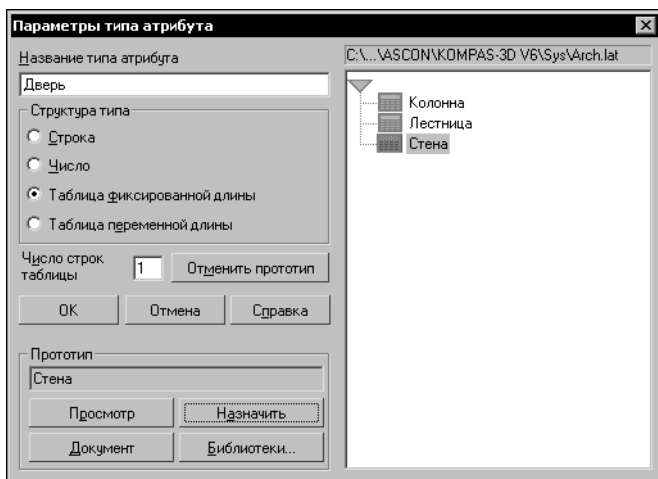 Параметры типа атрибута
Название типа атрибута
Дверь
Структура типа
Строка
Число
Таблица фиксированной длины
Таблица переменной длины
Число строк
таблицы
1
Отменить прототип
OK
Отмена
Справка
Прототип
Стена
Просмотр
Назначить
Документ
Библиотеки...
C:\...\ASCON\KOMPAS-3D V6\Sys\Arch.lat
Колонна
Лестница
Стена